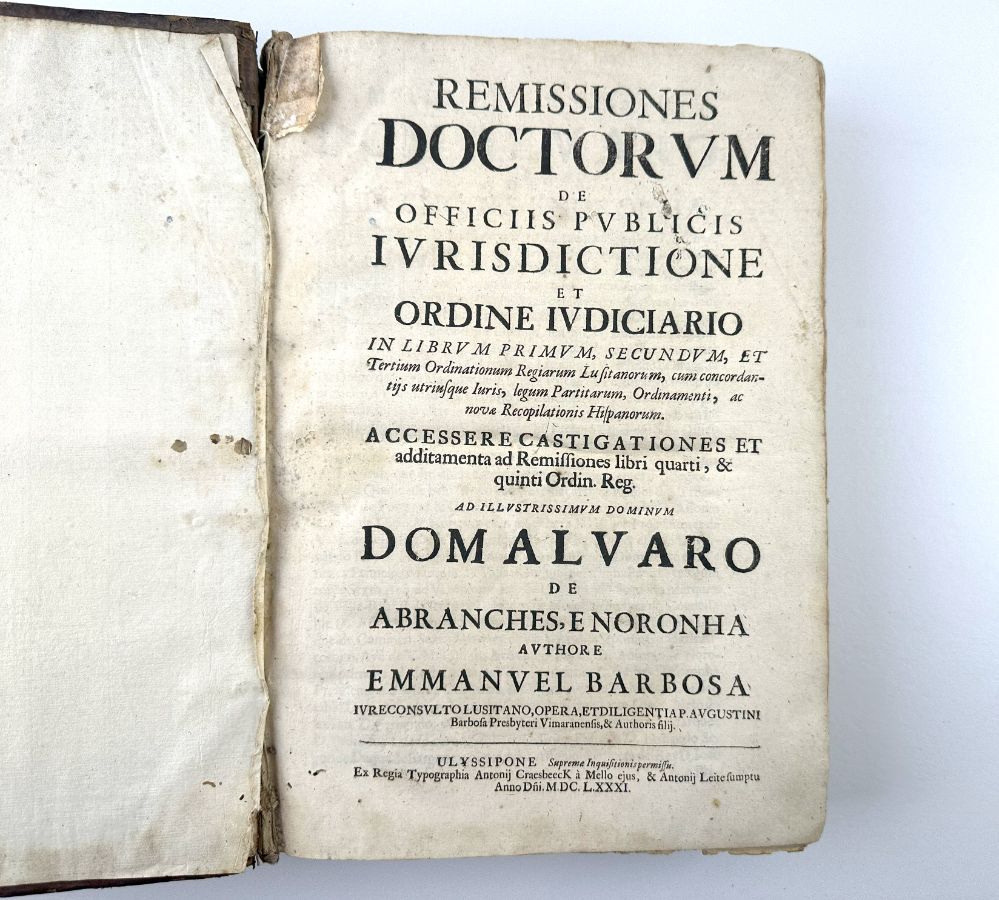 REMISSIONES
DOCTORVM
DE
OFFICIIS PVBLICIS
IVRISDICTIONE
ET
ORDINE IVDICIARIO
IN LIBRVM PRIMVM, SECUNDVM, ET
Tertium Ordinationum Regiarum Luſitanorum, cum concordan-
tijs utriuſque Iuris, legum Partitarum, Ordinamenti, ac
novæ Recopilationis Hiſpanorum.
ACCESSERE CASTIGATIONES ET
additamenta ad Remiſſiones libri quarti, &
quinti Ordin. Reg.
AD ILLVSTRISSIMVM DOMINVM
DOM ALVARO
DE
ABRANCHES, E NORONHA
AVTHORE
EMMANVEL BARBOSA
IVRECONSVLTO LUSITANO, OPERA, ET DILIGENTIA P. AVGUSTINI
Barboſa Presbyteri Vimaranenſis, & Authoris filij.
ULYSSIPONE Supremæ Inquiſitionis permiſſu.
Ex Regia Typographia Antonij CraesbeecK à Mello ejus, & Antonij Leite ſumptu
Anno Dñi. M.DC. LXXXI.